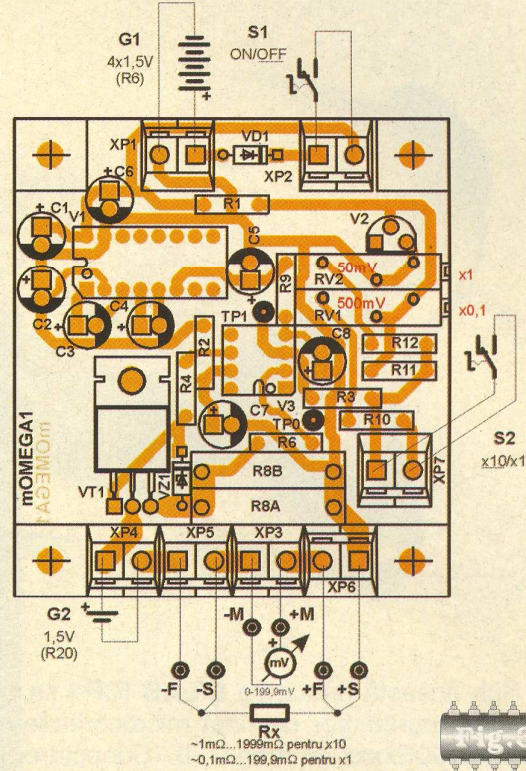 G1
4x1,5V
(R6)
S1
ON/OFF
XP1
VD1
XP2
C6
R1
V2
C1
V1
C5
50mV
RV2
x1
R9
500mV
RV1
x0,1
C2
C4
TP1
C8
C3
R2
R12
R11
R4
R3
V3
C7
TP0
R10
R6
S2
x10/x1
mOMEGA1
mOMEGA1
VT1
VZ1
R8B
R8A
XP7
XP4
XP5
XP3
XP6
G2
1,5V
(R20)
-M
+M
mV
-F
-S
0-199,9mV
+F
+S
Rx
~1mΩ...1999mΩ pentru x10
~0,1mΩ...199,9mΩ pentru x1